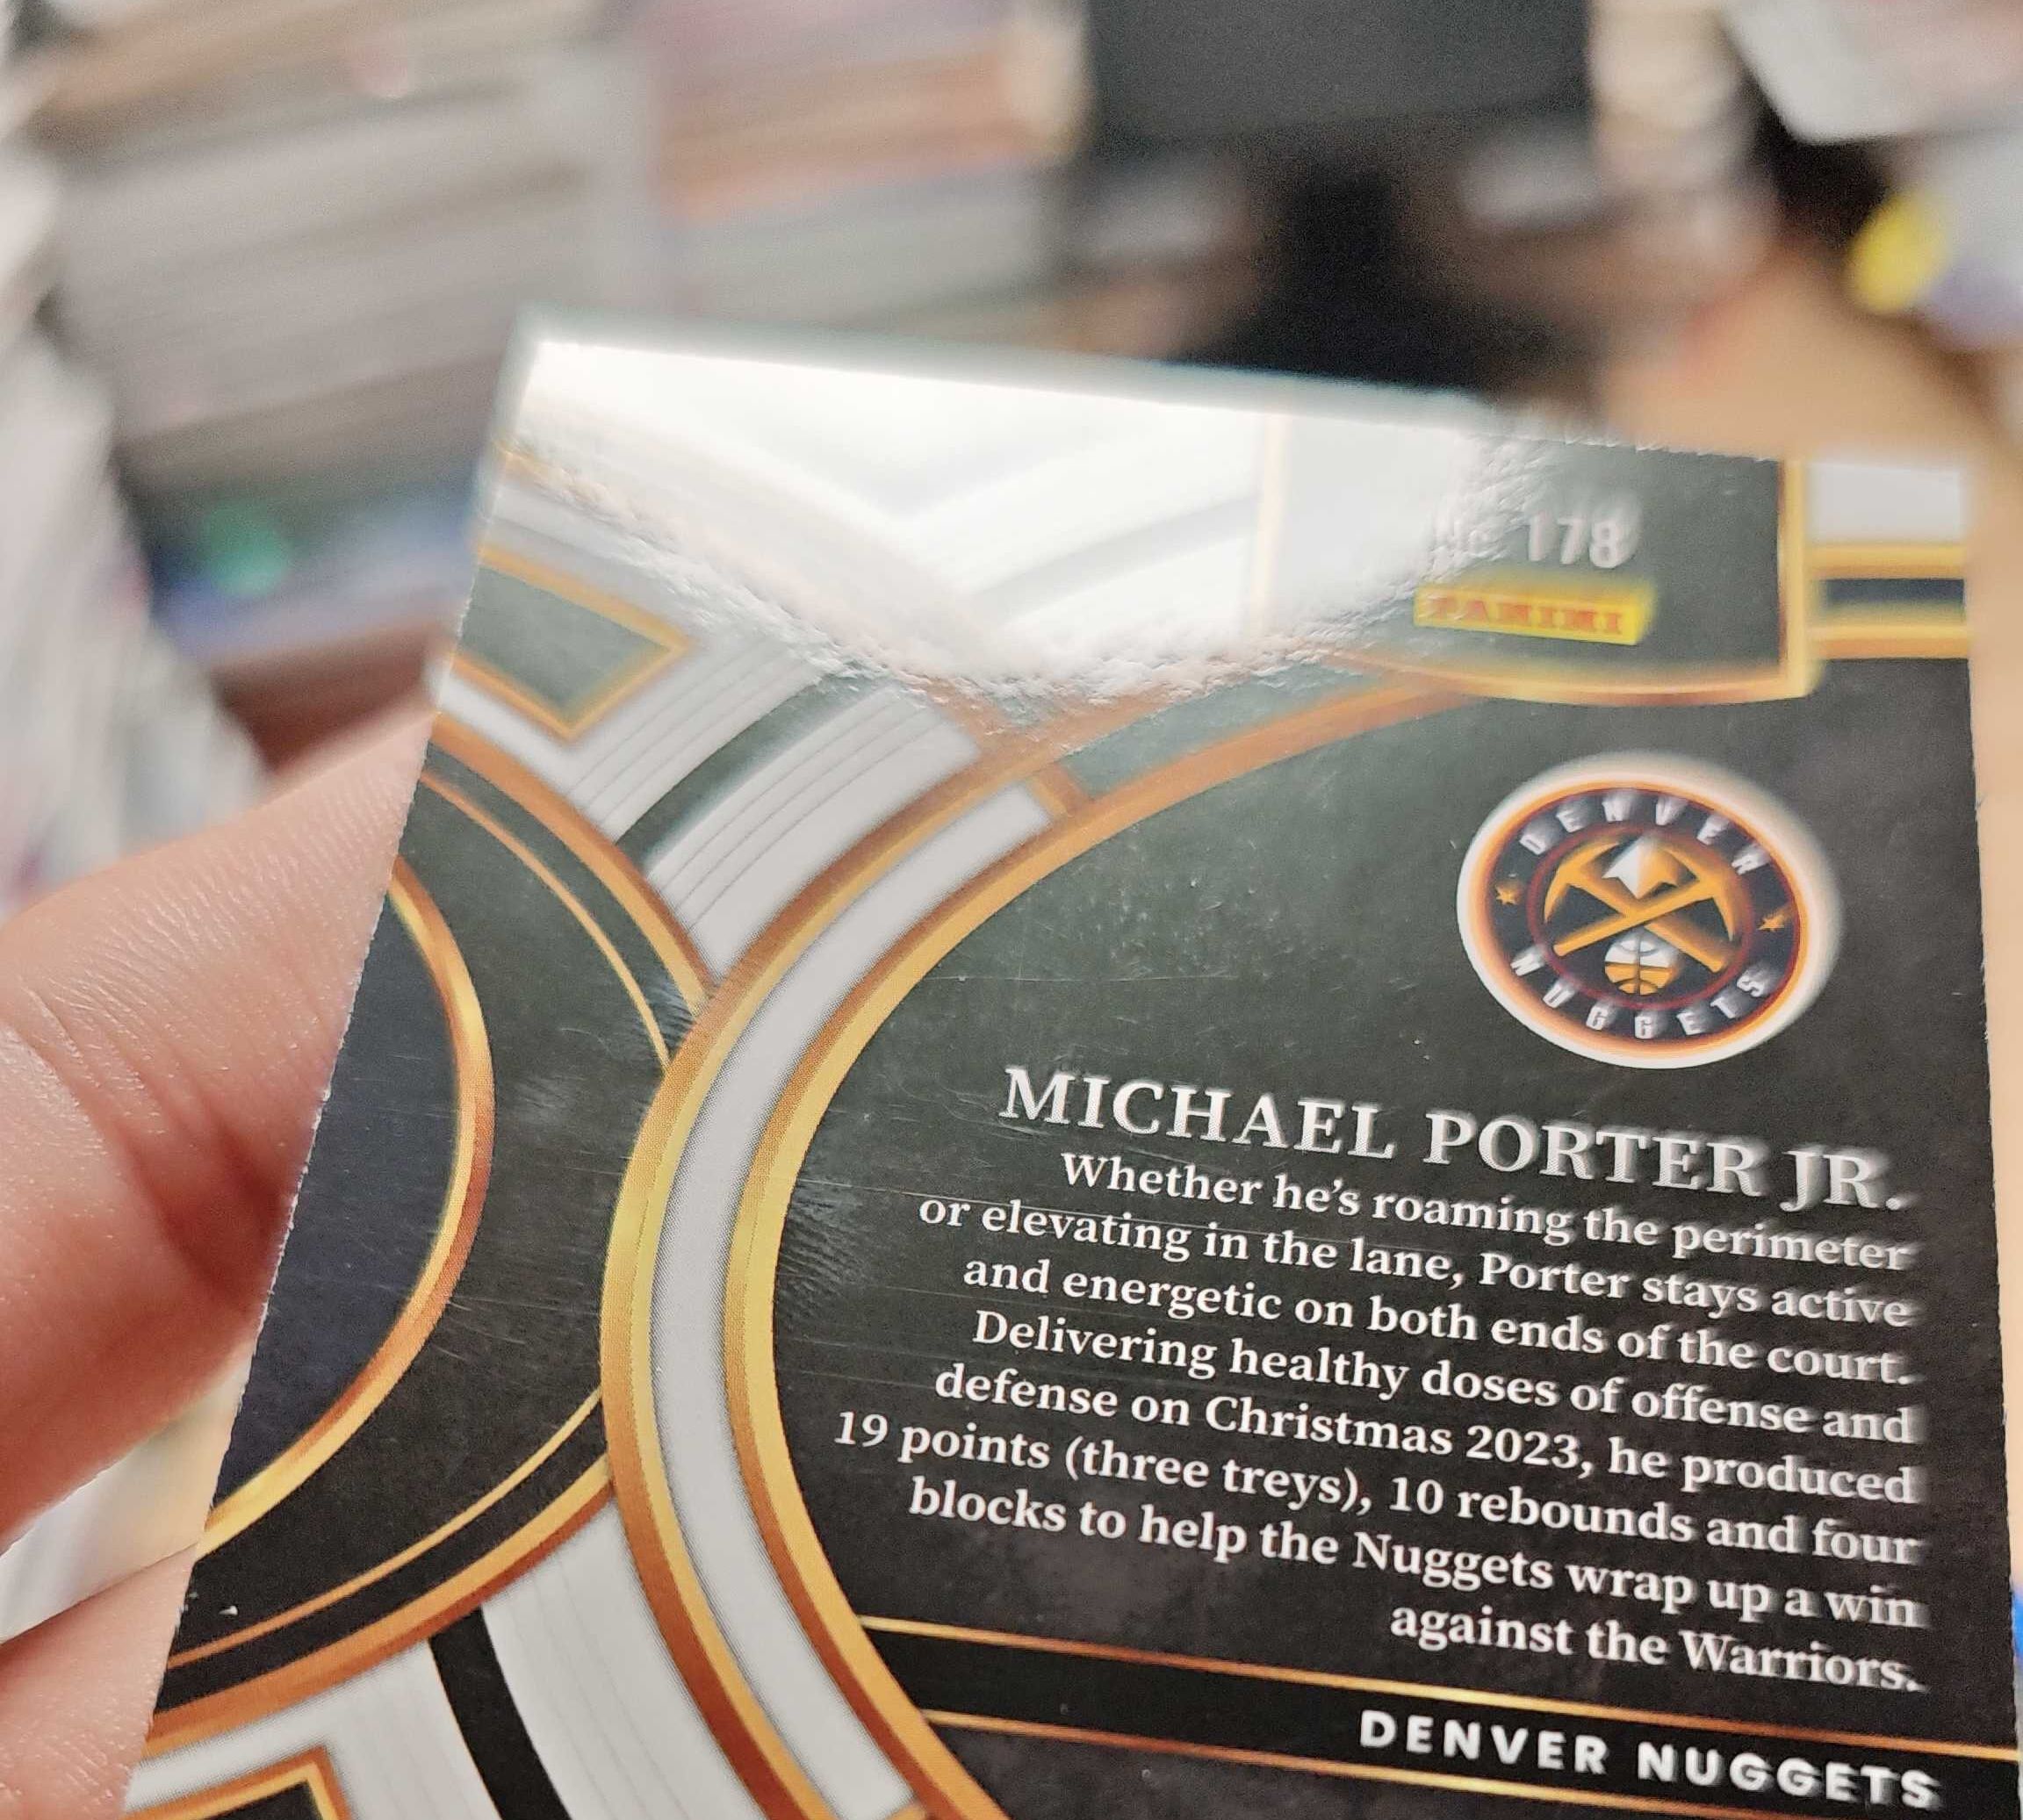 No. 178
PANINI
DENVER
NUGGETS
MICHAEL PORTER JR.
Whether he's roaming the perimeter
or elevating in the lane, Porter stays active
and energetic on both ends of the court.
Delivering healthy doses of offense and
defense on Christmas 2023, he produced
19 points (three treys), 10 rebounds and four
blocks to help the Nuggets wrap up a win
against the Warriors.
DENVER NUGGETS